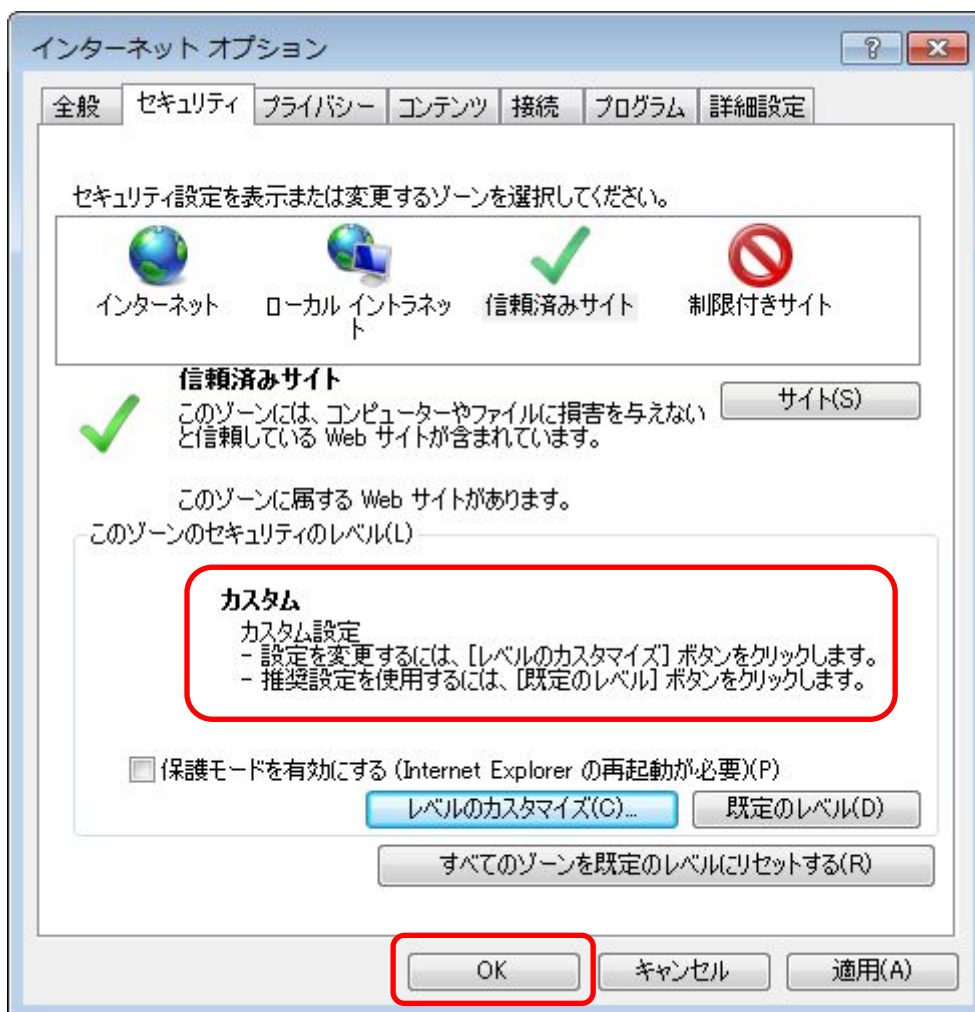 インターネット オプション
全般 セキュリティ プライバシー コンテンツ 接続 プログラム 詳細設定
セキュリティ設定を表示または変更するゾーンを選択してください。
インターネット
ローカル イントラネッ
ト
信頼済みサイト
制限付きサイト
信頼済みサイト
このゾーンには、コンピューターやファイルに損害を与えない
と信頼している Web サイトが含まれています。
サイト(S)
このゾーンに属する Web サイトがあります。
このゾーンのセキュリティのレベル(L)
カスタム
カスタム設定
- 設定を変更するには、[レベルのカスタマイズ] ボタンをクリックします。
- 推奨設定を使用するには、[既定のレベル] ボタンをクリックします。
保護モードを有効にする (Internet Explorer の再起動が必要)(P)
レベルのカスタマイズ(C)... 既定のレベル(D)
すべてのゾーンを既定のレベルにリセットする(R)
OK キャンセル 適用(A)